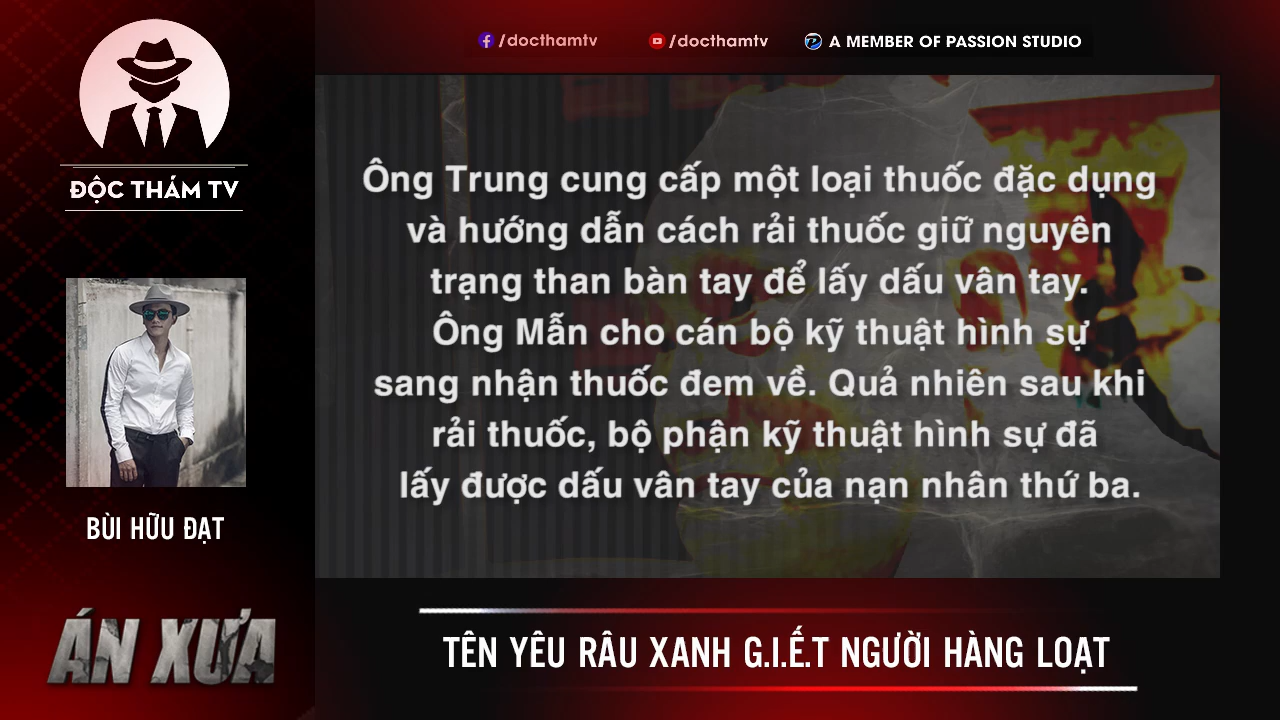 /docthamtv
/docthamtv
A MEMBER OF PASSION STUDIO
ĐỘC THÁM TV
Ông Trung cung cấp một loại thuốc đặc dụng
và hướng dẫn cách rải thuốc giữ nguyên
trạng than bàn tay để lấy dấu vân tay.
Ông Mẫn cho cán bộ kỹ thuật hình sự
sang nhận thuốc đem về. Quả nhiên sau khi
rải thuốc, bộ phận kỹ thuật hình sự đã
lấy được dấu vân tay của nạn nhân thứ ba.
BÙI HỮU ĐẠT
ÁN XƯA
TÊN YÊU RÂU XANH G.I.Ế.T NGƯỜI HÀNG LOẠT